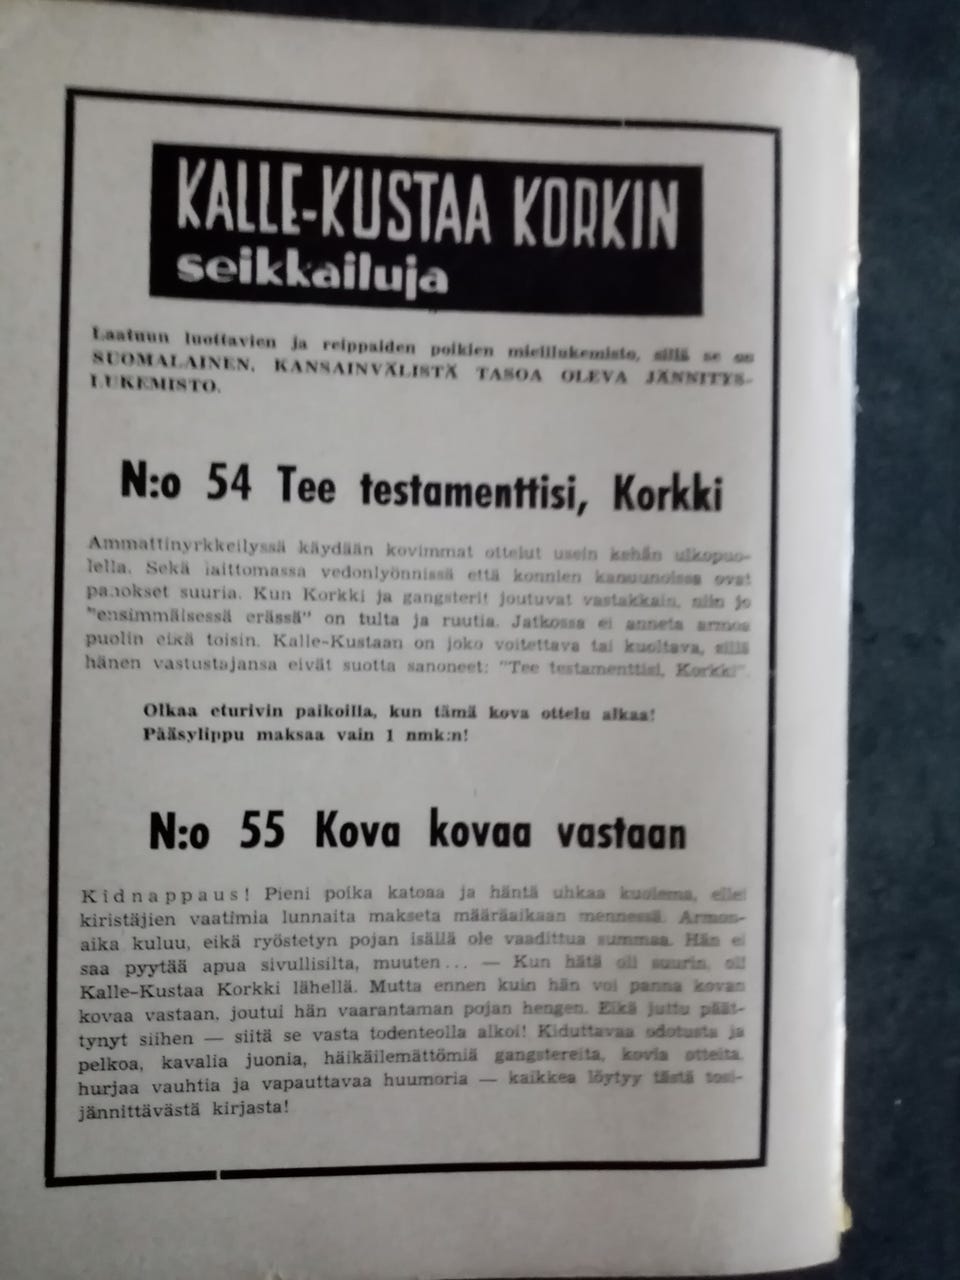 KALLE-KUSTAA KORKIN
seikkailuja
Laatuun luottavien ja reippaiden poikien mielilukemisto, sillä se on
SUOMALAINEN, KANSAINVÄLISTÄ TASOA OLEVA JÄNNITYS-
LUKEMISTO.
N:o 54 Tee testamenttisi, Korkki
Ammattinyrkkeilyssä käydään kovimmat ottelut usein kehän ulkopuo-
lella. Sekä laittomassa vedonlyönnissä että konnien kanuunoissa ovat
panokset suuria. Kun Korkki ja gangsterit joutuvat vastakkain, niin jo
"ensimmäisessä erässä" on tulta ja ruutia. Jatkossa ei anneta armoa
puolin eikä toisin. Kalle-Kustaan on joko voitettava tai kuoltava, sillä
hänen vastustajansa eivät suotta sanoneet: "Tee testamenttisi, Korkki".
Olkaa eturivin paikoilla, kun tämä kova ottelu alkaa!
Pääsylippu maksaa vain 1 nmk:n!
N:o 55 Kova kovaa vastaan
Kidnappaus! Pieni poika katoaa ja häntä uhkaa kuolema, ellei
kiristäjien vaatimia lunnaita makseta määräaikaan mennessä. Armon-
aika kuluu, eikä ryöstetyn pojan isällä ole vaadittua summaa. Hän ei
saa pyytää apua sivullisilta, muuten... — Kun hätä oli suurin, oli
Kalle-Kustaa Korkki lähellä. Mutta ennen kuin hän voi panna kovan
kovaa vastaan, joutui hän vaarantaman pojan hengen. Eikä juttu päät-
tynyt siihen — siitä se vasta todenteolla alkoi! Kiduttavaa odotusta ja
pelkoa, kavalia juonia, häikäilemättömiä gangstereita, kovia otteita,
hurjaa vauhtia ja vapauttavaa huumoria — kaikkea löytyy tästä tosi-
jännittävästä kirjasta!